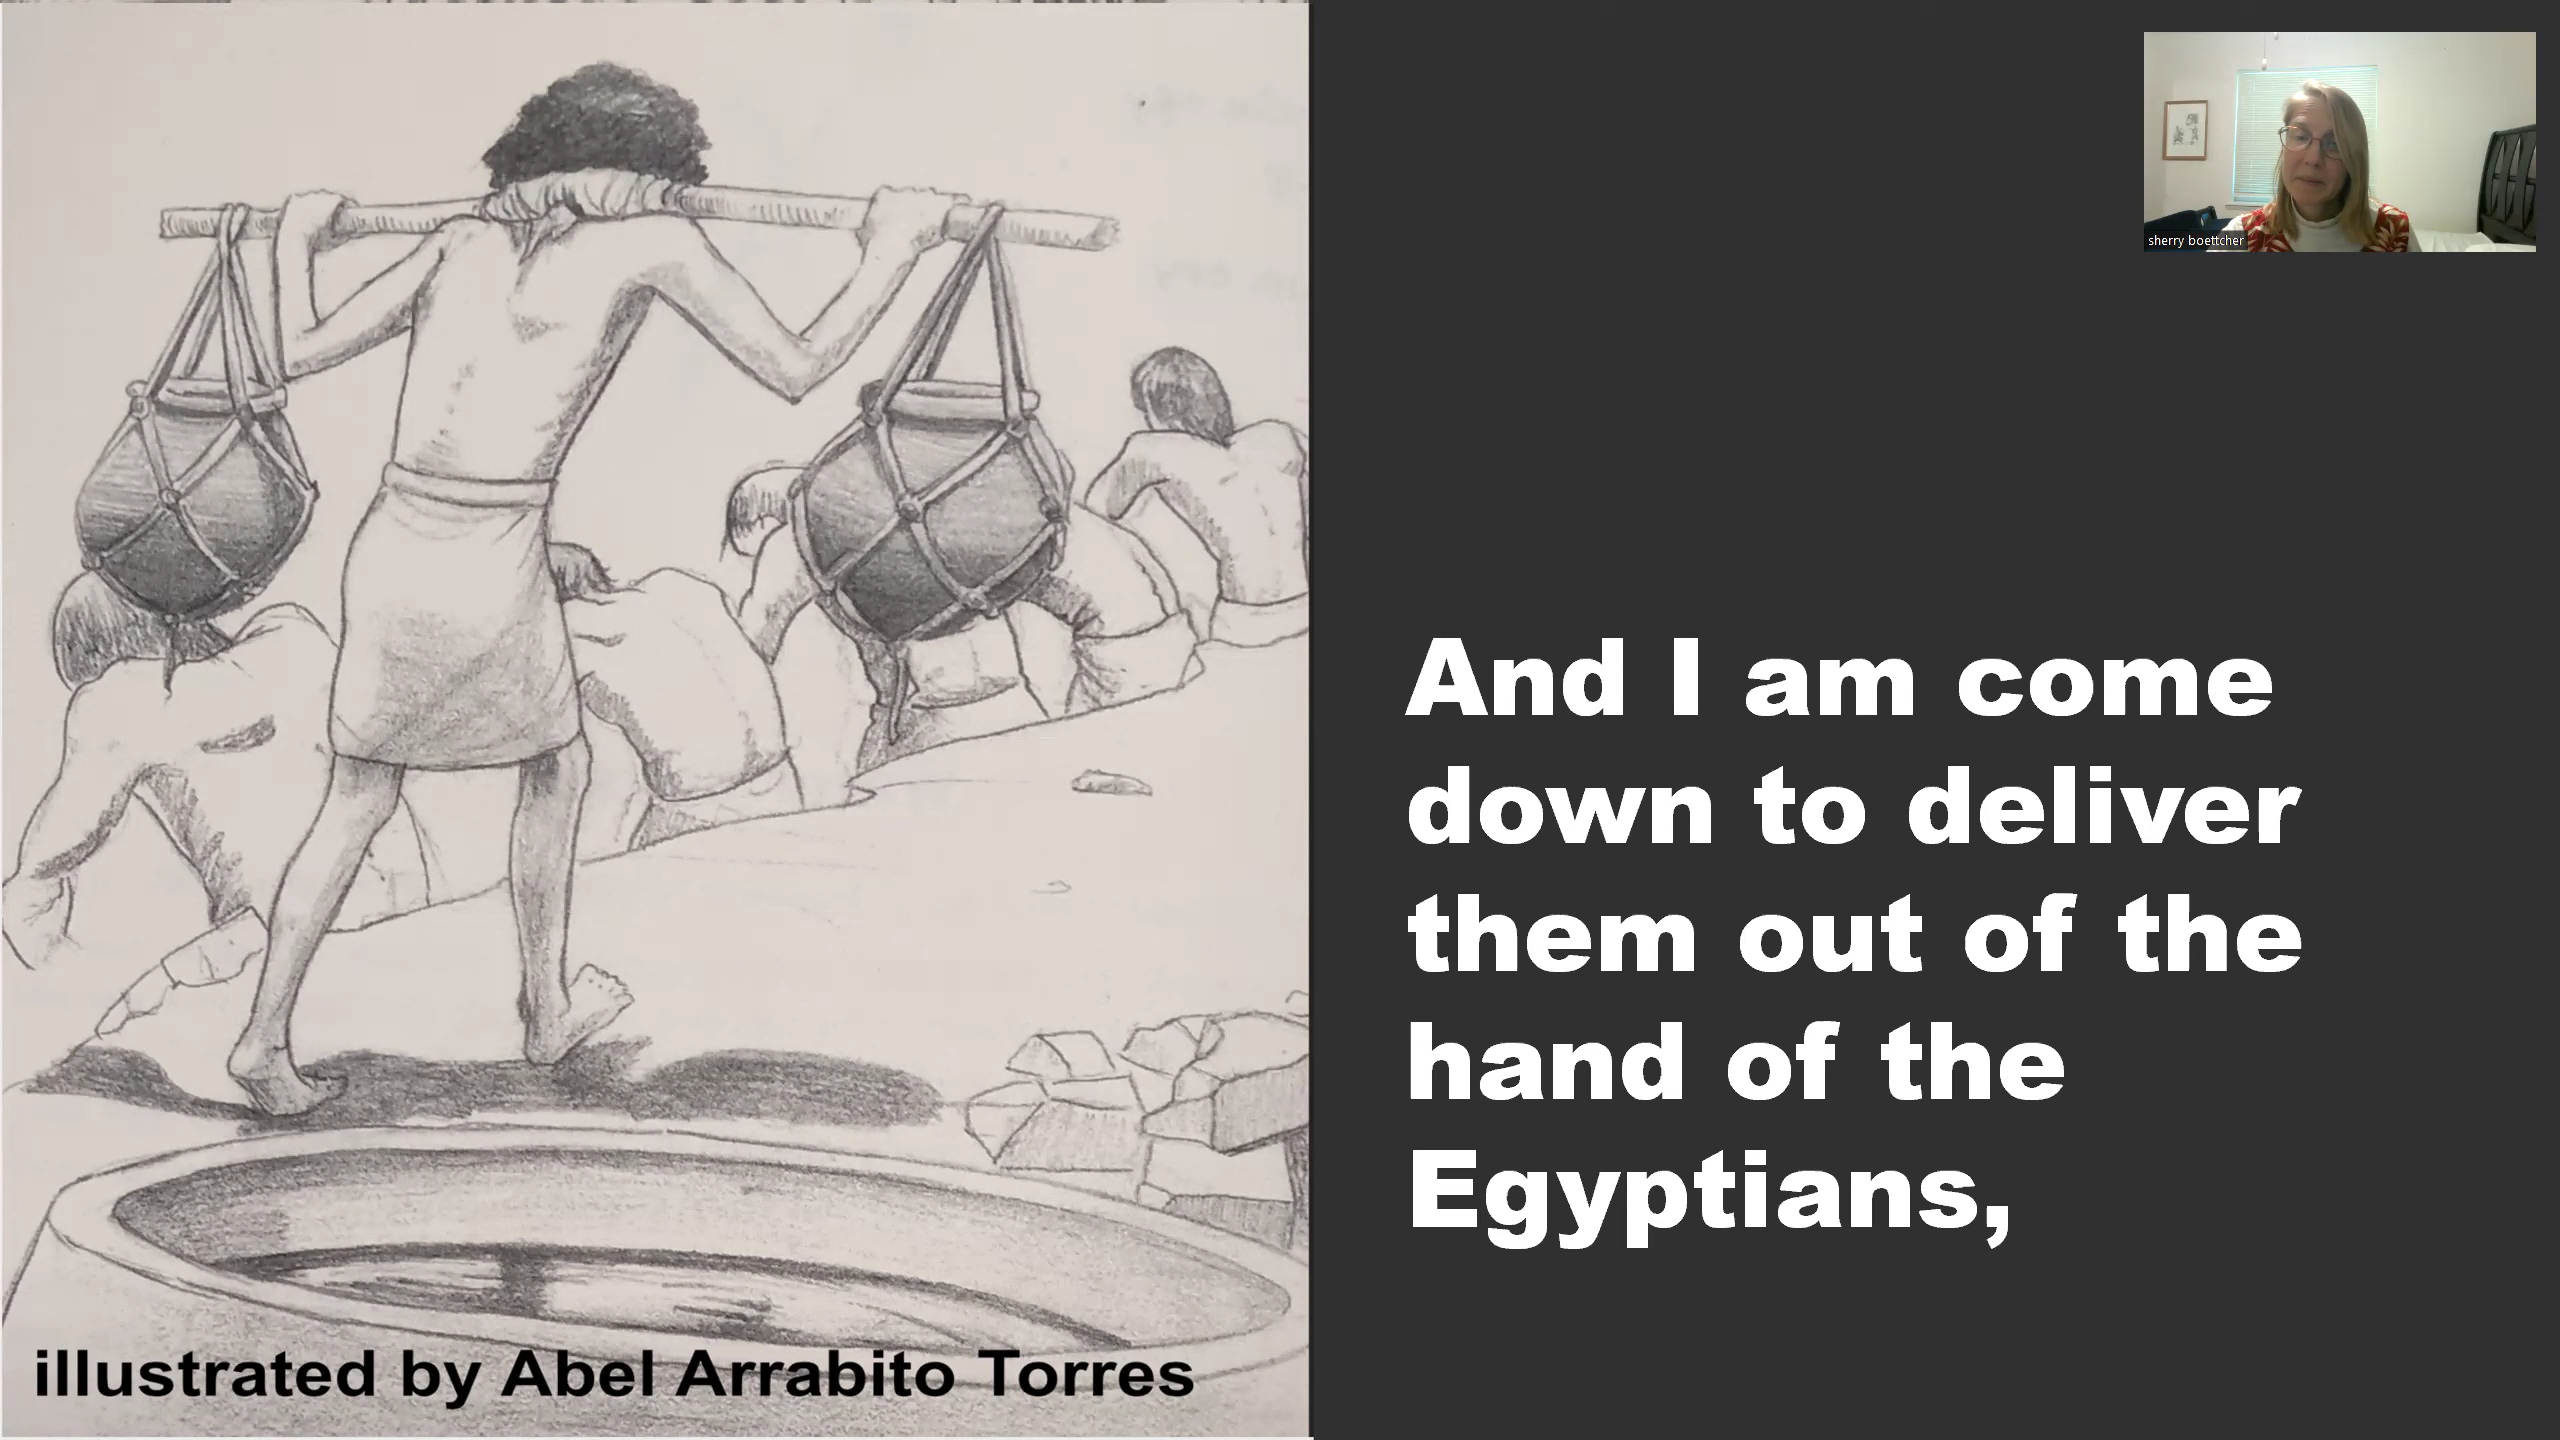 sherry boettcher
And I am come
down to deliver
them out of the
hand of the
Egyptians,
illustrated by Abel Arrabito Torres